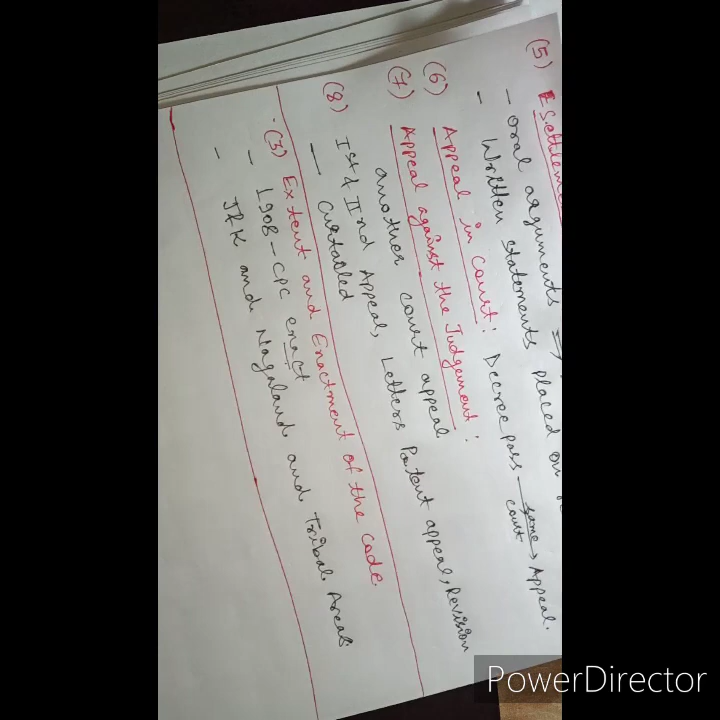 (5) ESettleme
- Oral arguments
- Written statements placed on
(6) Appeal in court: Decree pass same court Appeal.
(7) Appeal against the Judgement:
another court appeal
(8) Ist & IInd Appeal, Letters Patent appeal, Revision
- Curtailed
(3) Extent and Enactment of the Code
- 1908 - CPC enact
- J&K and Nagaland and Tribal Areas
PowerDirector